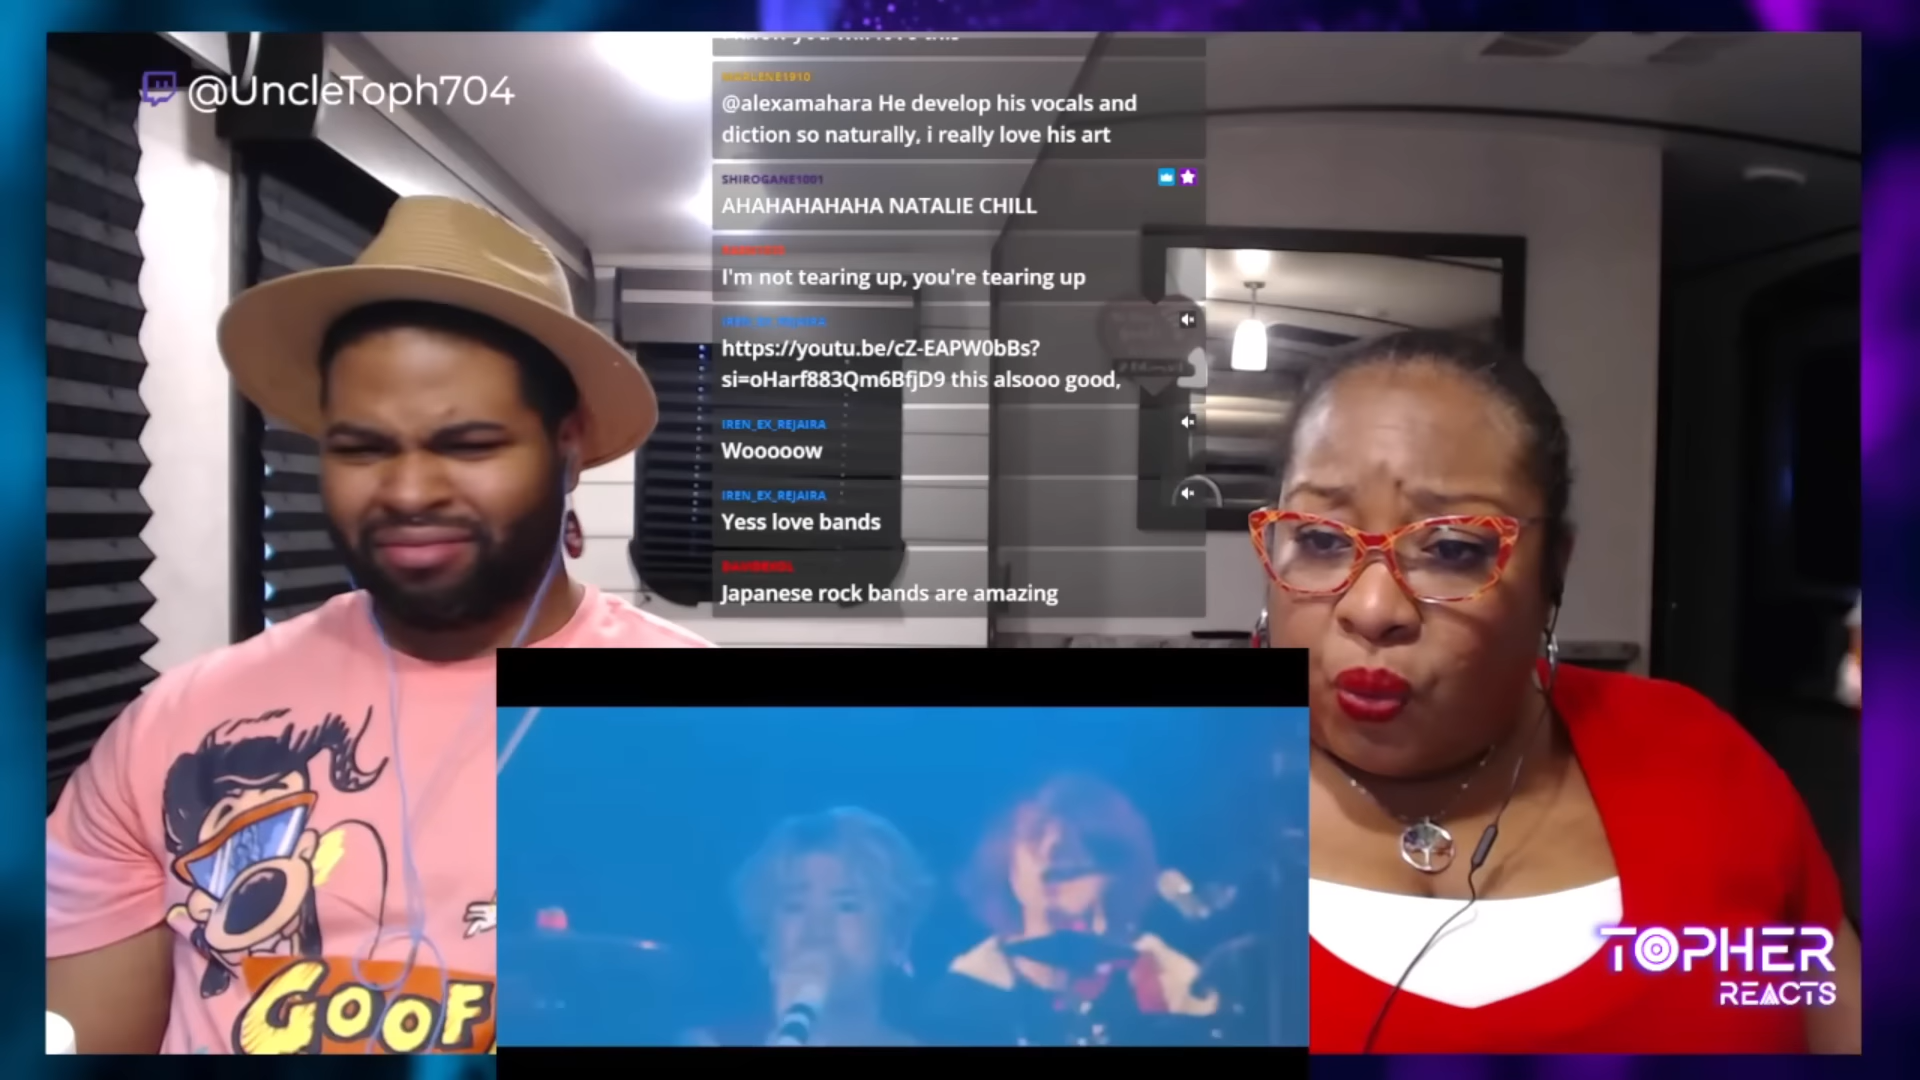 @UncleToph704
@alexamahara He develop his vocals and
diction so naturally, i really love his art
SHIROGANE1001
AHAHAHAHAHA NATALIE CHILL
I'm not tearing up, you're tearing up
IREN_EX_REJAIRA
https://youtu.be/cZ-EAPW0bBs?
si=oHarf883Qm6BfjD9 this alsooo good,
IREN_EX_REJAIRA
Wooooow
IREN_EX_REJAIRA
Yess love bands
Japanese rock bands are amazing
GOOF
TOPHER
REACTS